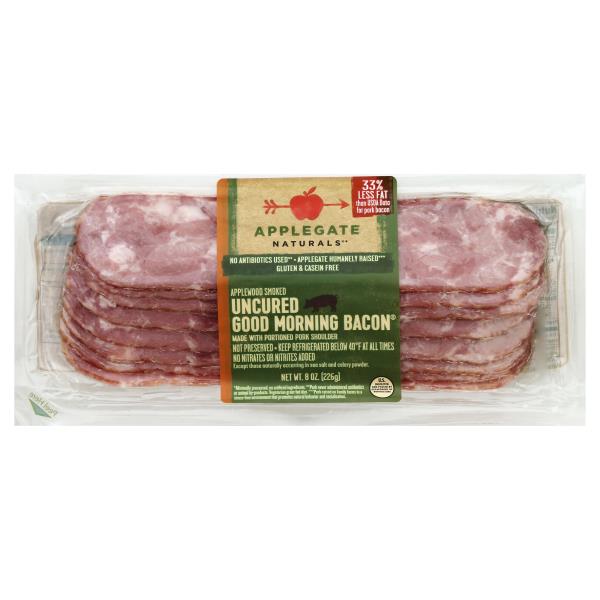 33%
LESS FAT
than USDA Data
for pork bacon
APPLEGATE
NATURALS**
NO ANTIBIOTICS USED** • APPLEGATE HUMANELY RAISED***
GLUTEN & CASEIN FREE
APPLEWOOD SMOKED
UNCURED
GOOD MORNING BACON®
MADE WITH PORTIONED PORK SHOULDER
NOT PRESERVED • KEEP REFRIGERATED BELOW 40°F AT ALL TIMES
NO NITRATES OR NITRITES ADDED
Except those naturally occurring in sea salt and celery powder.
NET WT. 8 OZ. [226g]
U.S.
Peel Here